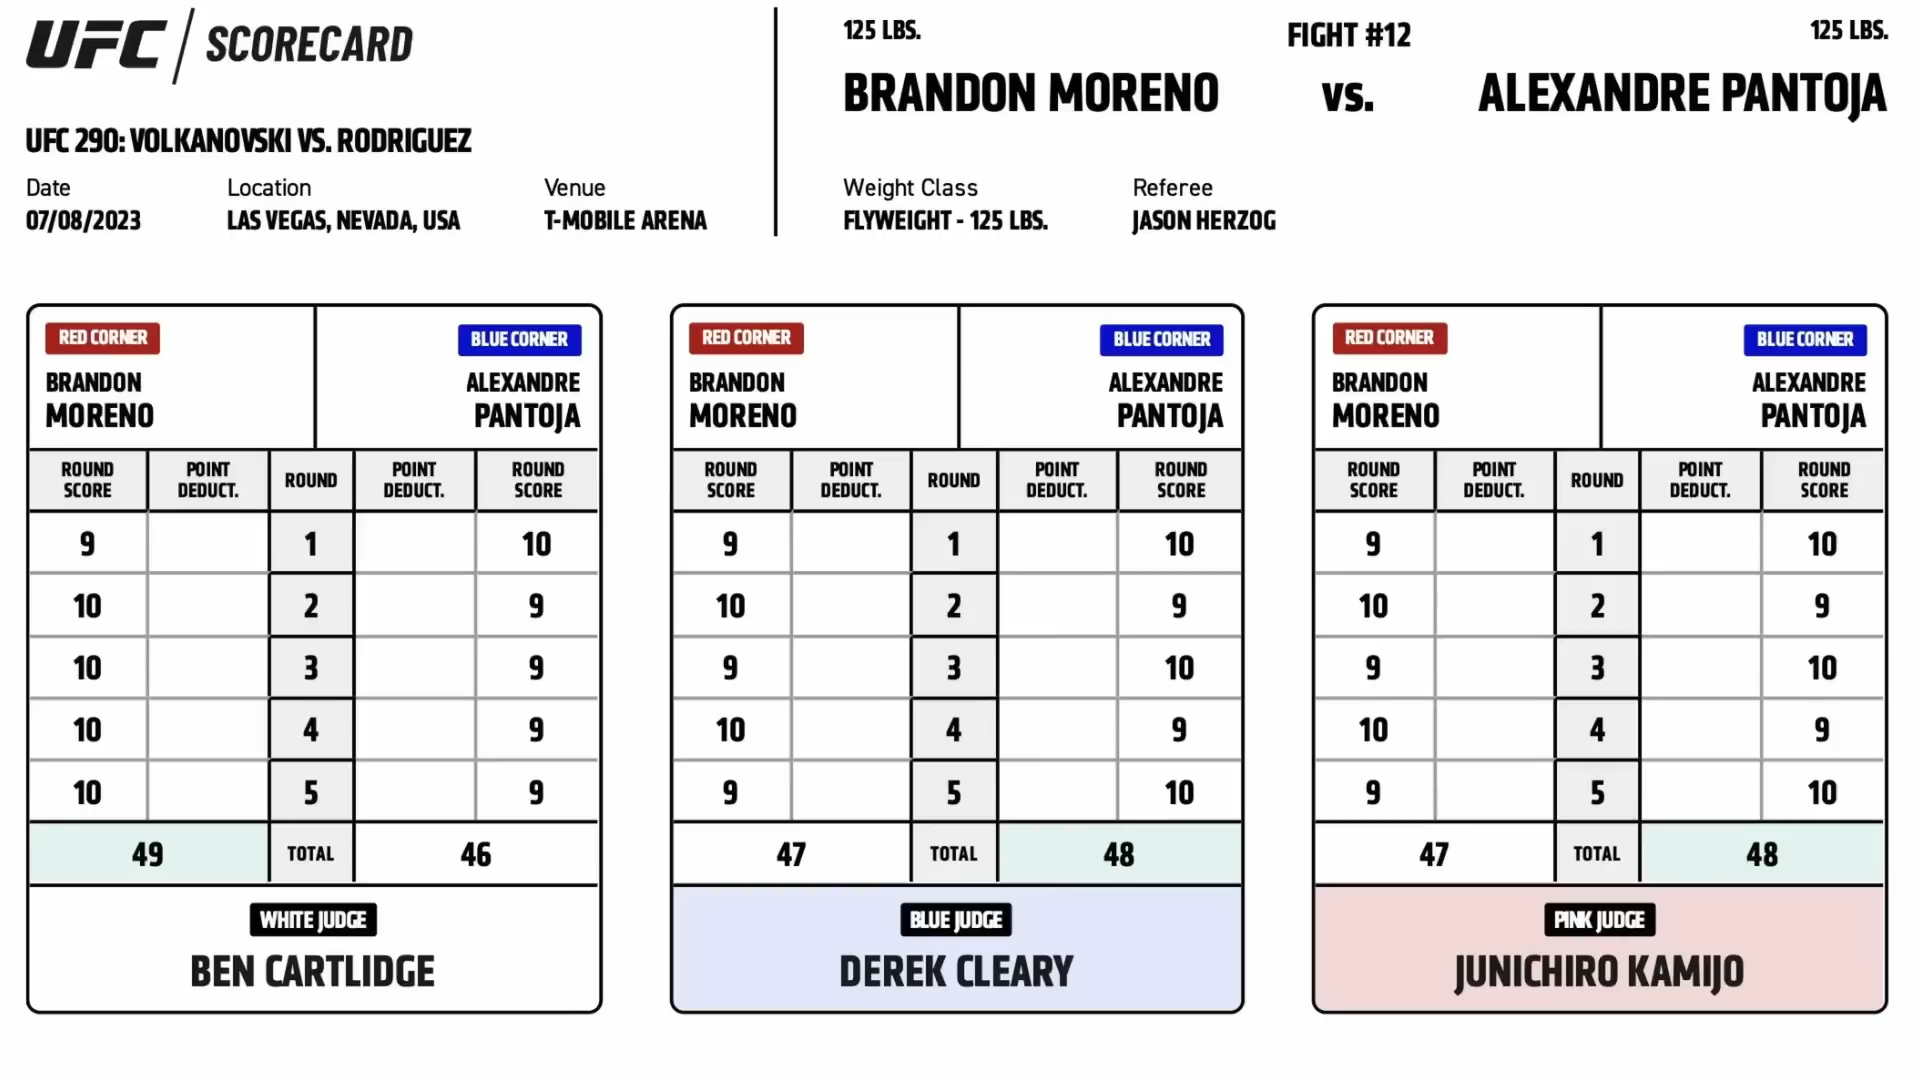 UFC / SCORECARD
UFC 290: VOLKANOVSKI VS. RODRIGUEZ
Date Location Venue
07/08/2023 LAS VEGAS, NEVADA, USA T-MOBILE ARENA
125 LBS. FIGHT #12 125 LBS.
BRANDON MORENO VS. ALEXANDRE PANTOJA
Weight Class Referee
FLYWEIGHT - 125 LBS. JASON HERZOG
RED CORNER BLUE CORNER
BRANDON ALEXANDRE
MORENO PANTOJA
ROUND POINT ROUND POINT ROUND
SCORE DEDUCT. DEDUCT. SCORE
9 1 10
10 2 9
10 3 9
10 4 9
10 5 9
49 TOTAL 46
WHITE JUDGE
BEN CARTLIDGE
RED CORNER BLUE CORNER
BRANDON ALEXANDRE
MORENO PANTOJA
ROUND POINT ROUND POINT ROUND
SCORE DEDUCT. DEDUCT. SCORE
9 1 10
10 2 9
9 3 10
10 4 9
9 5 10
47 TOTAL 48
BLUE JUDGE
DEREK CLEARY
RED CORNER BLUE CORNER
BRANDON ALEXANDRE
MORENO PANTOJA
ROUND POINT ROUND POINT ROUND
SCORE DEDUCT. DEDUCT. SCORE
9 1 10
10 2 9
9 3 10
10 4 9
9 5 10
47 TOTAL 48
PINK JUDGE
JUNICHIRO KAMIJO